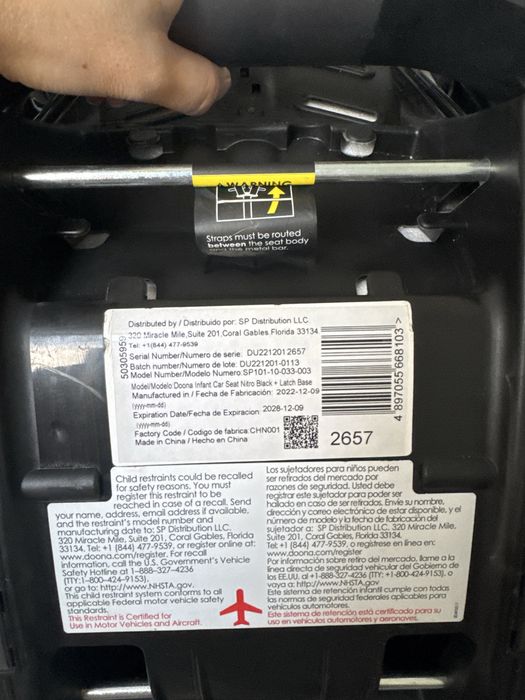 WARNING
Straps must be routed
between the seat body
and the metal bar.
Distributed by / Distribuido por: SP Distribution LLC.
320 Miracle Mile,Suite 201,Coral Gables,Florida 33134
Tel: +1(844) 477-9539
Serial Number/Numero de serie: DU2212012657
Batch number/Numero de lote: DU221201-0113
Model Number/Modelo Numero:SP101-10-033-003
Model/Modelo Doona Infant Car Seat Nitro Black + Latch Base
Manufactured in / Fecha de Fabricación: 2022-12-09
(yyyy-mm-dd)
Expiration Date/Fecha de Expiracion: 2028-12-09
(yyyy-mm-dd)
Factory Code / Codigo de fabrica:CHN001
Made in China / Hecho en China
50305959
2657
4 897055 668103 >
Child restraints could be recalled
for safety reasons. You must
register this restraint to be
reached in case of a recall. Send
your name, address, email address if available,
and the restraint's model number and
manufacturing date to: SP Distribution LLC.
320 Miracle Mile, Suite 201, Coral Gables, Florida
33134, Tel: +1 (844) 477-9539, or register online at:
www.doona.com/register. For recall
information, call the U.S. Government's Vehicle
Safety Hotline at 1-888-327-4236
(TTY:1-800-424-9153),
or go to: http://www.NHSTA.gov.
This child restraint system conforms to all
applicable Federal motor vehicle safety
standards.
This Restraint is Certified for
Use in Motor Vehicles and Aircraft.
Los sujetadores para niños pueden
ser retirados del mercado por
razones de seguridad. Usted debe
registrar este sujetador para poder ser
hallado en caso de ser retirados. Envíe su nombre,
dirección y correo electrónico de estar disponible, y el
número de modelo y la fecha de fabricación del
sujetador a: SP Distribution LLC. 320 Miracle Mile,
Suite 201, Coral Gables, Florida 33134,
Tel: +1 (844) 477-9539, o regístrese en línea en:
www.doona.com/register
Por información sobre retiro del mercado, llame a la
línea directa de seguridad vehicular del Gobierno de
los EE.UU, al +1-888-327-4236 (TTY: +1-800-424-9153), o
vaya a: http://www.NHSTA.gov
Este sistema de retención infantil cumple con todas
las normas de seguridad federales aplicables para
vehículos automotores.
Este sistema de retención está certificado para su
uso en vehículos automotores y aeronaves.